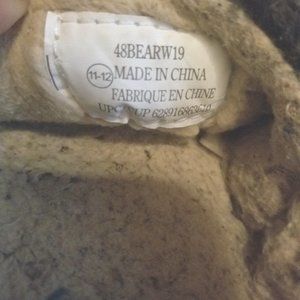 48BEARW19
11-12 MADE IN CHINA
FABRIQUE EN CHINE